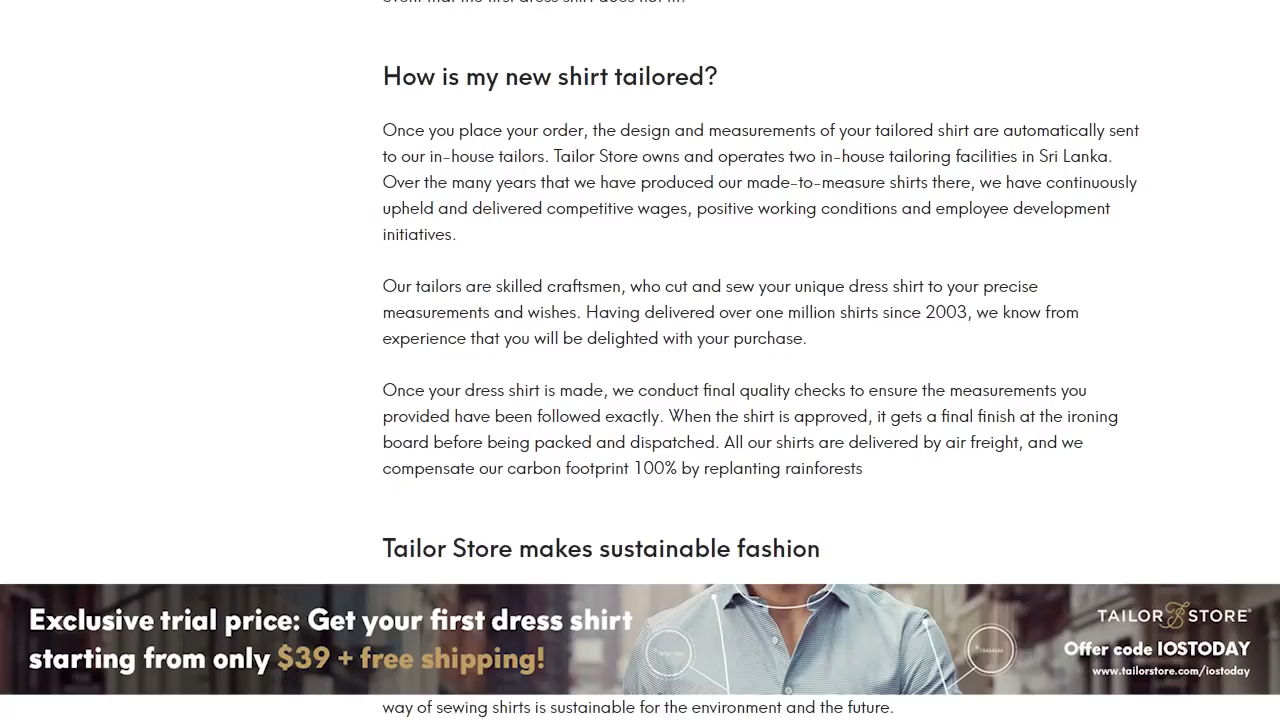 How is my new shirt tailored?
Once you place your order, the design and measurements of your tailored shirt are automatically sent
to our in-house tailors. Tailor Store owns and operates two in-house tailoring facilities in Sri Lanka.
Over the many years that we have produced our made-to-measure shirts there, we have continuously
upheld and delivered competitive wages, positive working conditions and employee development
initiatives.
Our tailors are skilled craftsmen, who cut and sew your unique dress shirt to your precise
measurements and wishes. Having delivered over one million shirts since 2003, we know from
experience that you will be delighted with your purchase.
Once your dress shirt is made, we conduct final quality checks to ensure the measurements you
provided have been followed exactly. When the shirt is approved, it gets a final finish at the ironing
board before being packed and dispatched. All our shirts are delivered by air freight, and we
compensate our carbon footprint 100% by replanting rainforests
Tailor Store makes sustainable fashion
Exclusive trial price: Get your first dress shirt
starting from only $39 + free shipping!
TAILOR STORE
Offer code IOSTODAY
www.tailorstore.com/iostoday
way of sewing shirts is sustainable for the environment and the future.